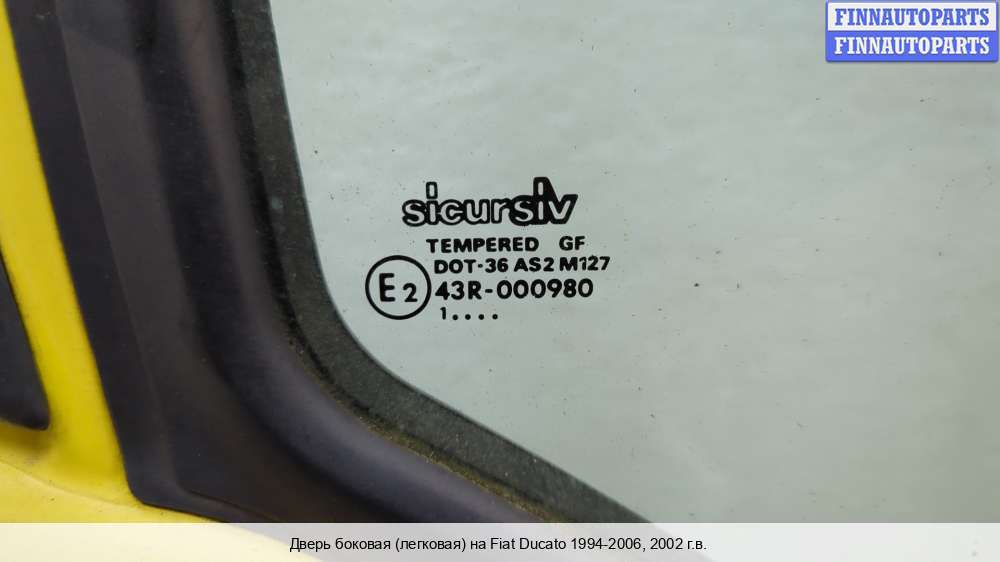 FINNAUTOPARTS
FINNAUTOPARTS
sicursiv
TEMPERED GF
DOT-36 AS2 M127
E2 43R-000980
1....
Дверь боковая (легковая) на Fiat Ducato 1994-2006, 2002 г.в.